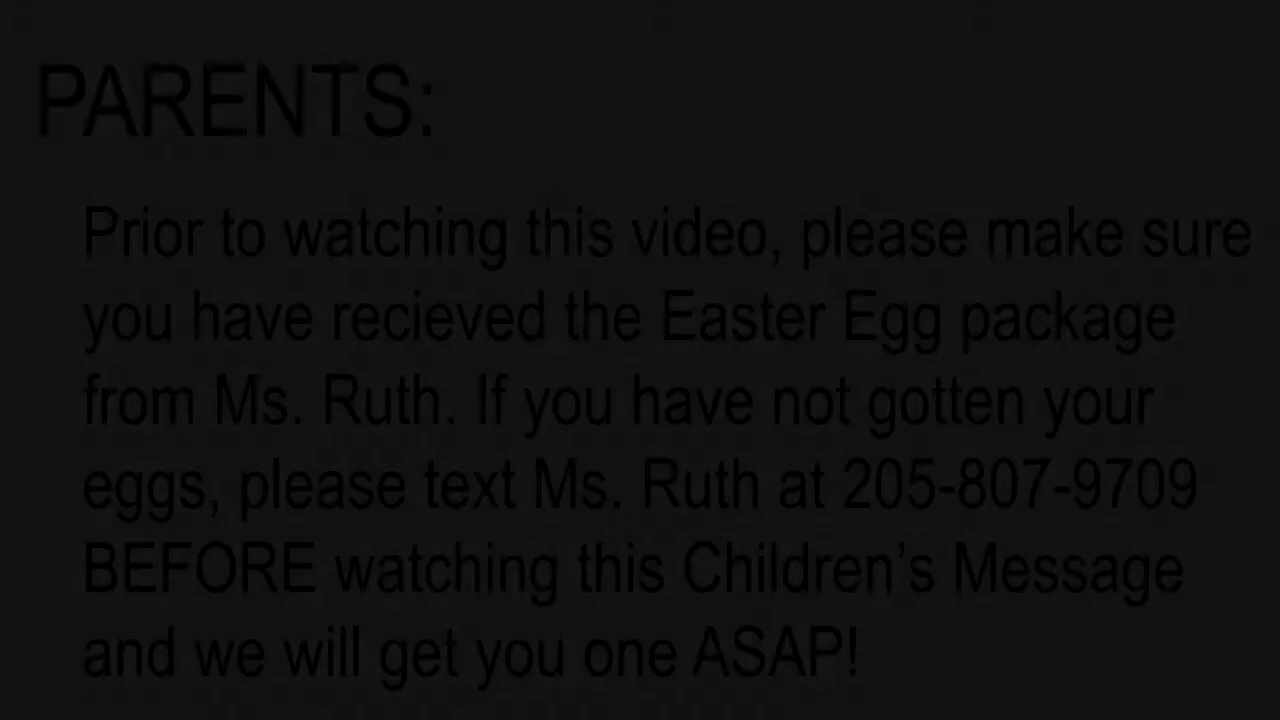 PARENTS:
Prior to watching this video, please make sure
you have recieved the Easter Egg package
from Ms. Ruth. If you have not gotten your
eggs, please text Ms. Ruth at 205-807-9709
BEFORE watching this Children’s Message
and we will get you one ASAP!